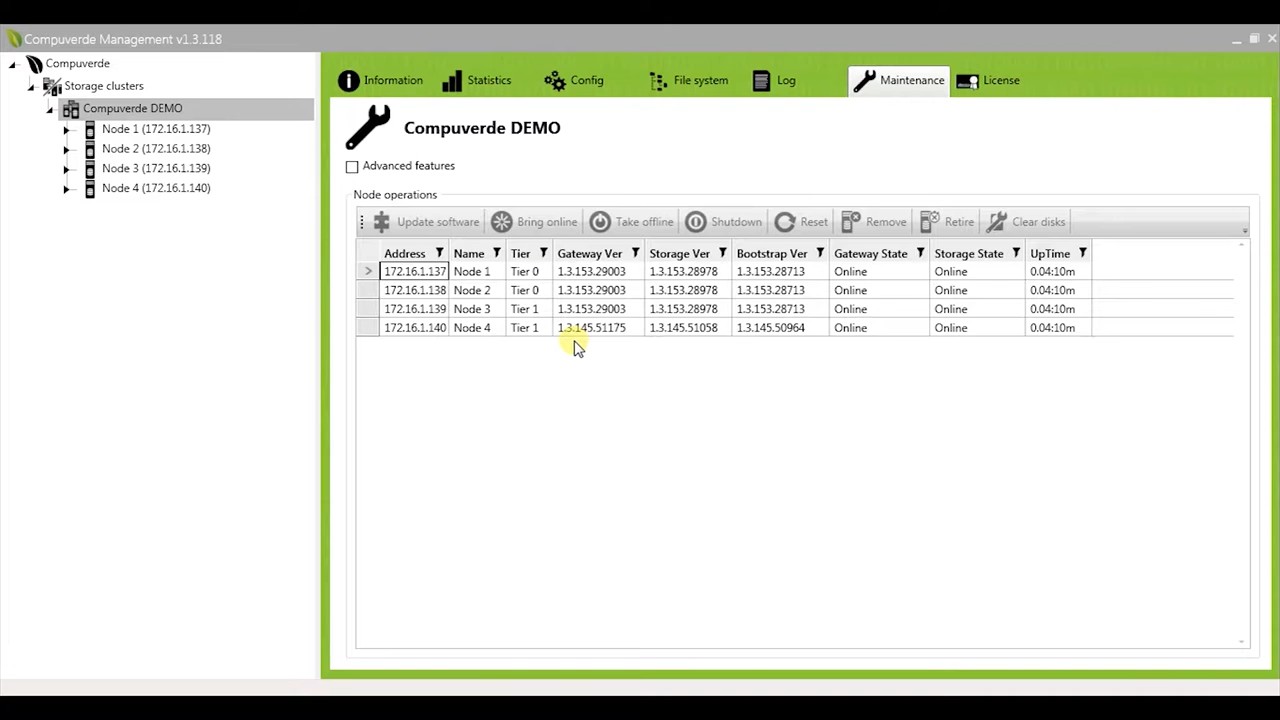 Compuverde Management v1.3.118
Compuverde
Storage clusters
Compuverde DEMO
Node 1 (172.16.1.137)
Node 2 (172.16.1.138)
Node 3 (172.16.1.139)
Node 4 (172.16.1.140)
Information Statistics Config File system Log Maintenance License
Compuverde DEMO
Advanced features
Node operations
Update software Bring online Take offline Shutdown Reset Remove Retire Clear disks
Address Name Tier Gateway Ver Storage Ver Bootstrap Ver Gateway State Storage State UpTime
172.16.1.137 Node 1 Tier 0 1.3.153.29003 1.3.153.28978 1.3.153.28713 Online Online 0.04:10m
172.16.1.138 Node 2 Tier 0 1.3.153.29003 1.3.153.28978 1.3.153.28713 Online Online 0.04:10m
172.16.1.139 Node 3 Tier 1 1.3.153.29003 1.3.153.28978 1.3.153.28713 Online Online 0.04:10m
172.16.1.140 Node 4 Tier 1 1.3.145.51175 1.3.145.51058 1.3.145.50964 Online Online 0.04:10m